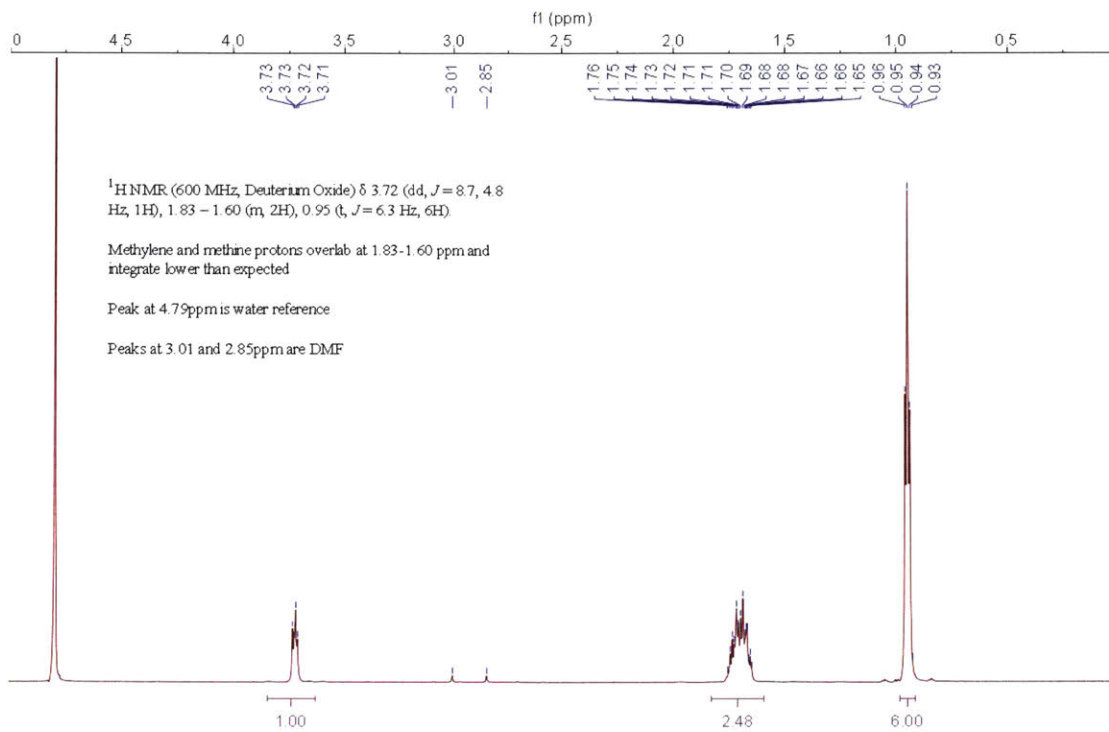 f1 (ppm)
0 4.5 4.0 3.5 3.0 2.5 2.0 1.5 1.0 0.5
3.73 3.73 3.72 3.71 —3.01 —2.85 1.76 1.75 1.74 1.73 1.72 1.71 1.71 1.70 1.69 1.68 1.68 1.67 1.66 1.66 1.65 0.96 0.95 0.94 0.93
¹H NMR (600 MHz, Deuterium Oxide) δ 3.72 (dd, J = 8.7, 4.8
Hz, 1H), 1.83 – 1.60 (m, 2H), 0.95 (t, J = 6.3 Hz, 6H).
Methylene and methine protons overlab at 1.83-1.60 ppm and
integrate lower than expected
Peak at 4.79ppm is water reference
Peaks at 3.01 and 2.85ppm are DMF
1.00 2.48 6.00